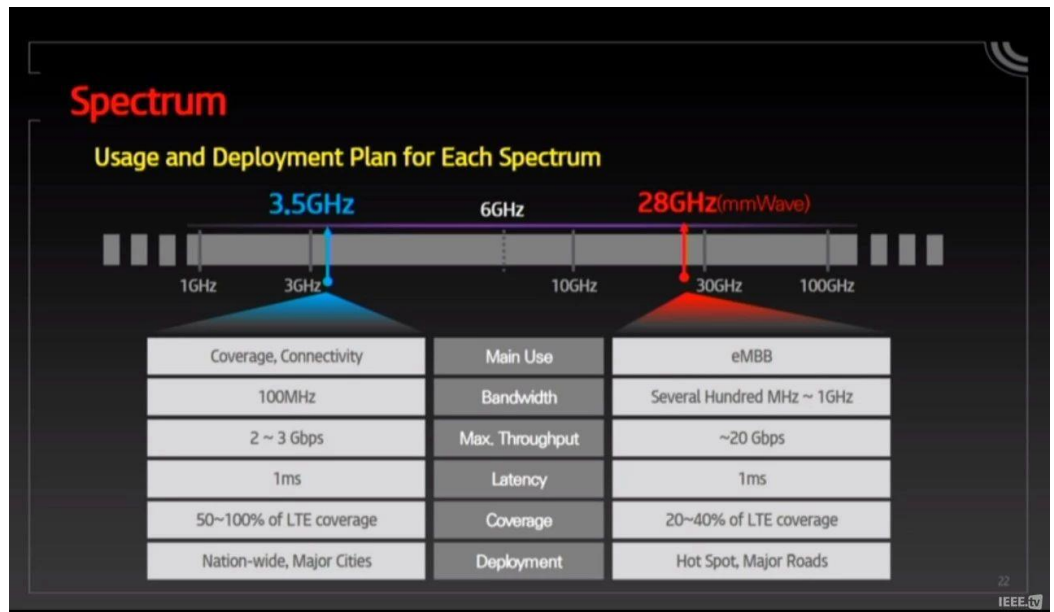 Spectrum
Usage and Deployment Plan for Each Spectrum
3.5GHz
6GHz
28GHz(mmWave)
1GHz
3GHz
10GHz
30GHz
100GHz
Coverage, Connectivity Main Use eMBB
100MHz Bandwidth Several Hundred MHz ~ 1GHz
2 ~ 3 Gbps Max. Throughput ~20 Gbps
1ms Latency 1ms
50~100% of LTE coverage Coverage 20~40% of LTE coverage
Nation-wide, Major Cities Deployment Hot Spot, Major Roads
22
IEEE.tv